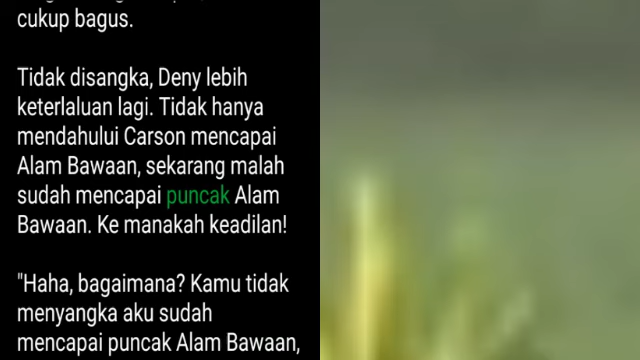 cukup bagus.
Tidak disangka, Deny lebih
keterlaluan lagi. Tidak hanya
mendahului Carson mencapai
Alam Bawaan, sekarang malah
sudah mencapai puncak Alam
Bawaan. Ke manakah keadilan!
"Haha, bagaimana? Kamu tidak
menyangka aku sudah
mencapai puncak Alam Bawaan,